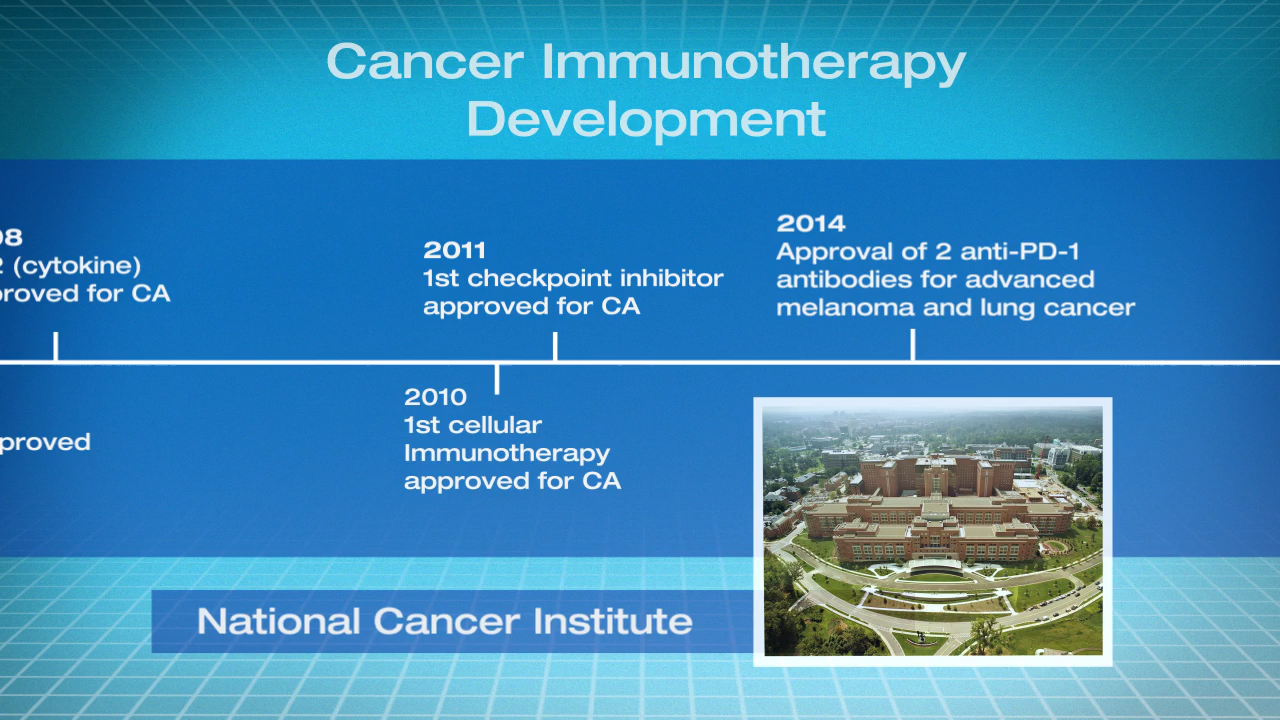 Cancer Immunotherapy
Development
98
2 (cytokine)
proved for CA
2011
1st checkpoint inhibitor
approved for CA
2014
Approval of 2 anti-PD-1
antibodies for advanced
melanoma and lung cancer
proved
2010
1st cellular
Immunotherapy
approved for CA
National Cancer Institute